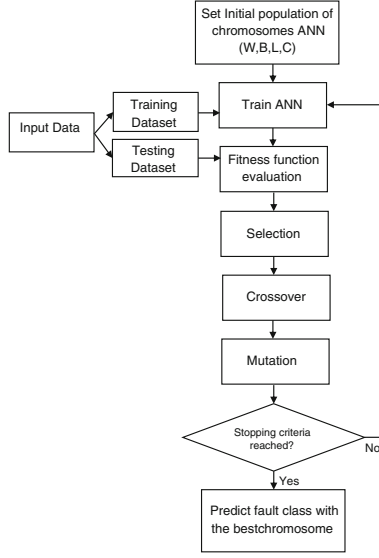 Set Initial population of
chromosomes ANN
(W,B,L,C)
Training
Dataset
Train ANN
Input Data
Testing
Dataset
Fitness function
evaluation
Selection
Crossover
Mutation
Stopping criteria
reached?
No
Yes
Predict fault class with
the bestchromosome